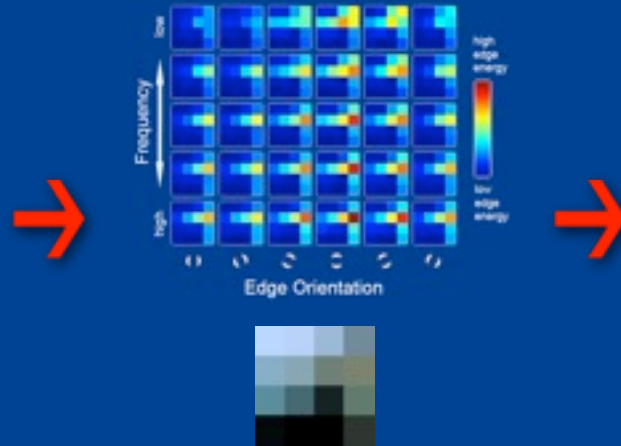 low
Frequency
high
high
edge
energy
low
edge
energy
Edge Orientation